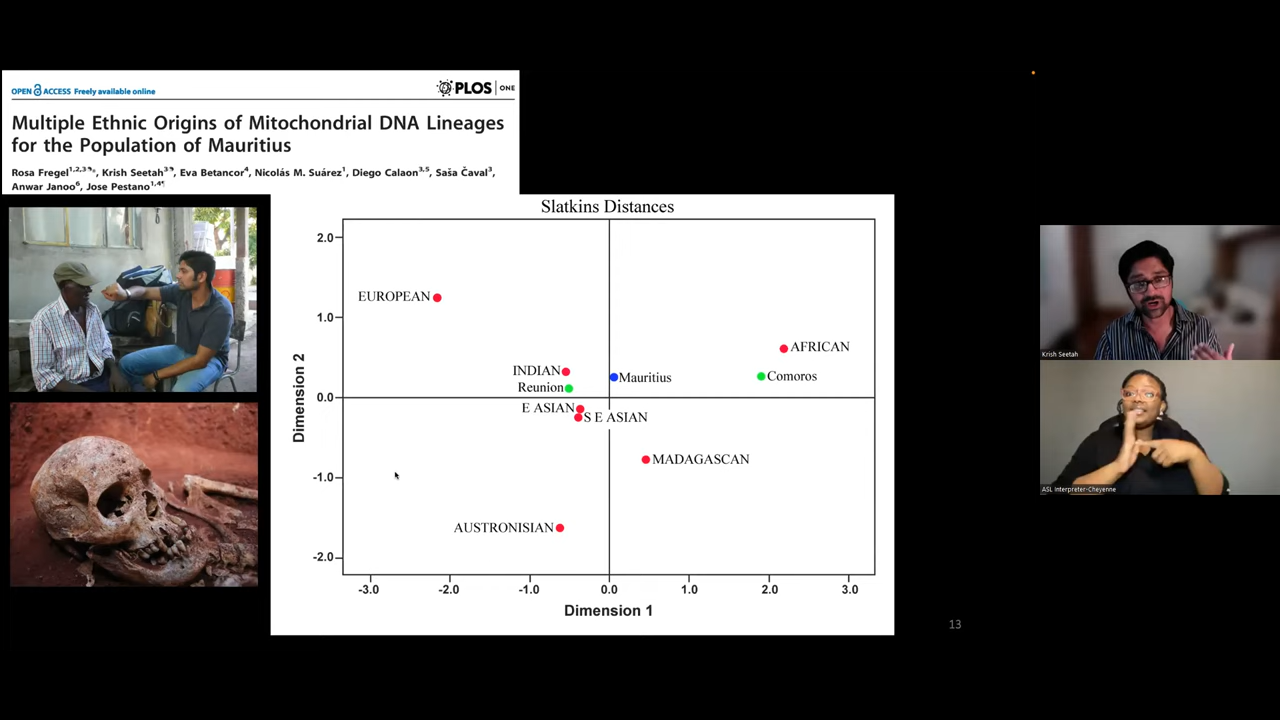 OPEN ACCESS Freely available online
PLOS ONE
Multiple Ethnic Origins of Mitochondrial DNA Lineages
for the Population of Mauritius
Rosa Fregel1,2,3¶*, Krish Seetah3¶, Eva Betancor4, Nicolás M. Suárez1, Diego Calaon3,5, Saša Čaval3,
Anwar Janoo6, Jose Pestano1,4¶
Slatkins Distances
2.0
EUROPEAN
1.0
AFRICAN
INDIAN
Mauritius
Comoros
Reunion
0.0
E ASIAN
S E ASIAN
MADAGASCAN
-1.0
AUSTRONISIAN
-2.0
Dimension 2
-3.0 -2.0 -1.0 0.0 1.0 2.0 3.0
Dimension 1
13
Krish Seetah
ASL Interpreter-Cheyenne